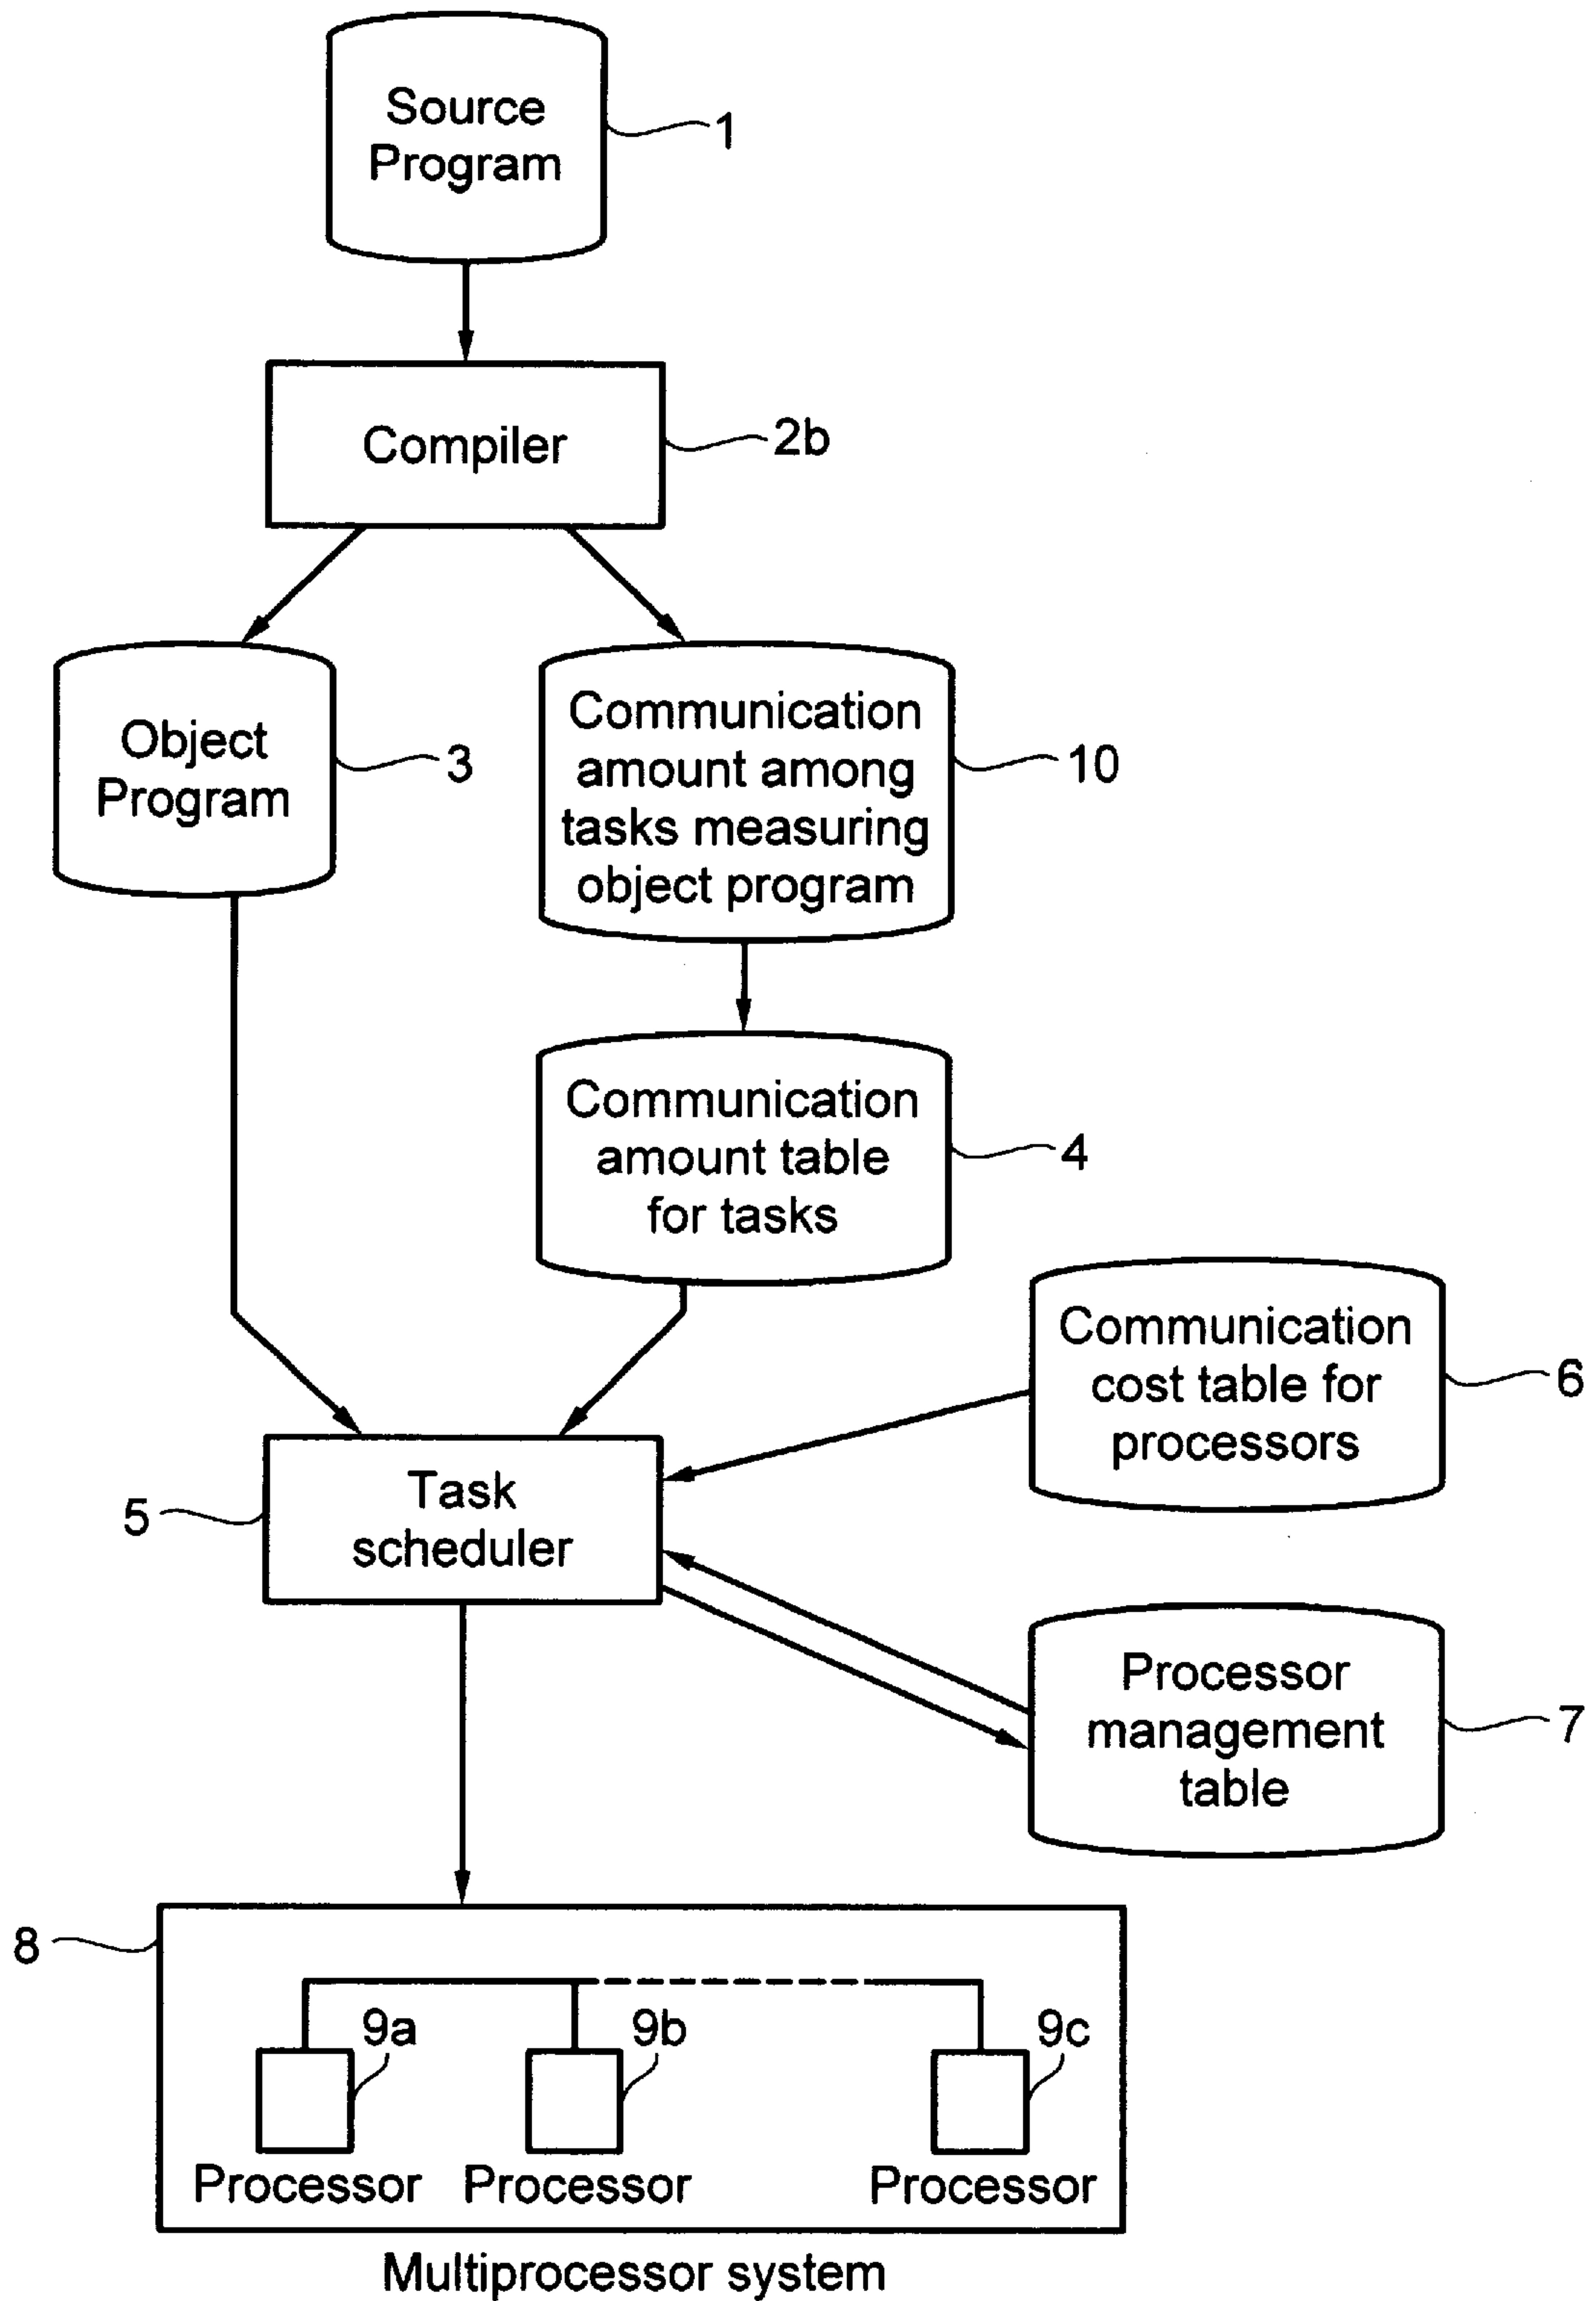 Source
Program
1
Compiler
2b
Object
Program
3
Communication
amount among
tasks measuring
object program
10
Communication
amount table
for tasks
4
Communication
cost table for
processors
6
Task
scheduler
5
Processor
management
table
7
8
9a
9b
9c
Processor
Processor
Processor
Multiprocessor system